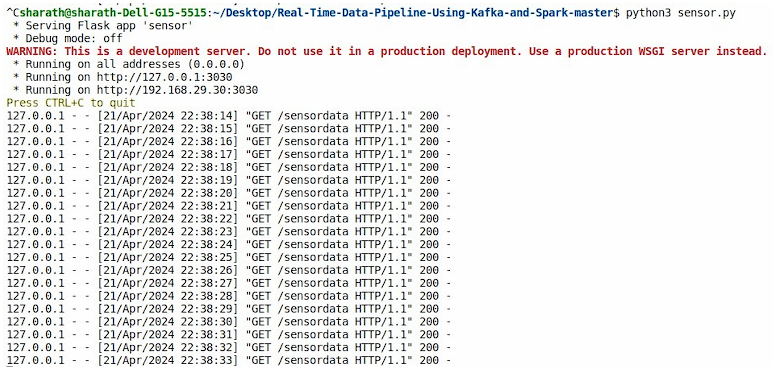 ^Csharath@sharath-Dell-G15-5515:~/Desktop/Real-Time-Data-Pipeline-Using-Kafka-and-Spark-master$ python3 sensor.py
 * Serving Flask app 'sensor'
 * Debug mode: off
WARNING: This is a development server. Do not use it in a production deployment. Use a production WSGI server instead.
 * Running on all addresses (0.0.0.0)
 * Running on http://127.0.0.1:3030
 * Running on http://192.168.29.30:3030
Press CTRL+C to quit
127.0.0.1 - - [21/Apr/2024 22:38:14] "GET /sensordata HTTP/1.1" 200 -
127.0.0.1 - - [21/Apr/2024 22:38:15] "GET /sensordata HTTP/1.1" 200 -
127.0.0.1 - - [21/Apr/2024 22:38:16] "GET /sensordata HTTP/1.1" 200 -
127.0.0.1 - - [21/Apr/2024 22:38:17] "GET /sensordata HTTP/1.1" 200 -
127.0.0.1 - - [21/Apr/2024 22:38:18] "GET /sensordata HTTP/1.1" 200 -
127.0.0.1 - - [21/Apr/2024 22:38:19] "GET /sensordata HTTP/1.1" 200 -
127.0.0.1 - - [21/Apr/2024 22:38:20] "GET /sensordata HTTP/1.1" 200 -
127.0.0.1 - - [21/Apr/2024 22:38:21] "GET /sensordata HTTP/1.1" 200 -
127.0.0.1 - - [21/Apr/2024 22:38:22] "GET /sensordata HTTP/1.1" 200 -
127.0.0.1 - - [21/Apr/2024 22:38:23] "GET /sensordata HTTP/1.1" 200 -
127.0.0.1 - - [21/Apr/2024 22:38:24] "GET /sensordata HTTP/1.1" 200 -
127.0.0.1 - - [21/Apr/2024 22:38:25] "GET /sensordata HTTP/1.1" 200 -
127.0.0.1 - - [21/Apr/2024 22:38:26] "GET /sensordata HTTP/1.1" 200 -
127.0.0.1 - - [21/Apr/2024 22:38:27] "GET /sensordata HTTP/1.1" 200 -
127.0.0.1 - - [21/Apr/2024 22:38:28] "GET /sensordata HTTP/1.1" 200 -
127.0.0.1 - - [21/Apr/2024 22:38:29] "GET /sensordata HTTP/1.1" 200 -
127.0.0.1 - - [21/Apr/2024 22:38:30] "GET /sensordata HTTP/1.1" 200 -
127.0.0.1 - - [21/Apr/2024 22:38:31] "GET /sensordata HTTP/1.1" 200 -
127.0.0.1 - - [21/Apr/2024 22:38:32] "GET /sensordata HTTP/1.1" 200 -
127.0.0.1 - - [21/Apr/2024 22:38:33] "GET /sensordata HTTP/1.1" 200 -